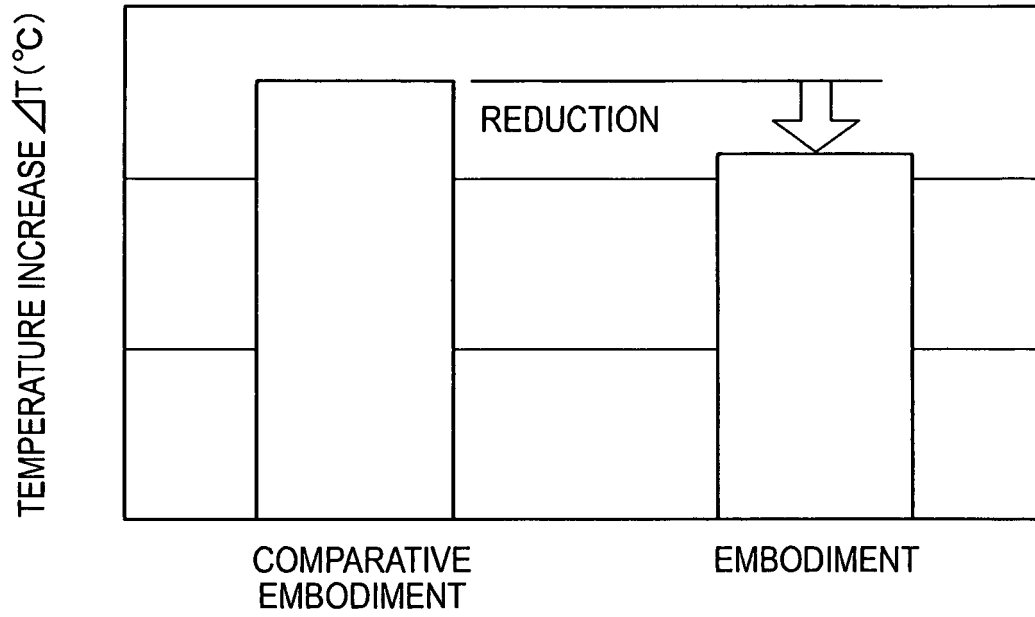 TEMPERATURE INCREASE ⊿T (°C)
REDUCTION
COMPARATIVE
EMBODIMENT
EMBODIMENT